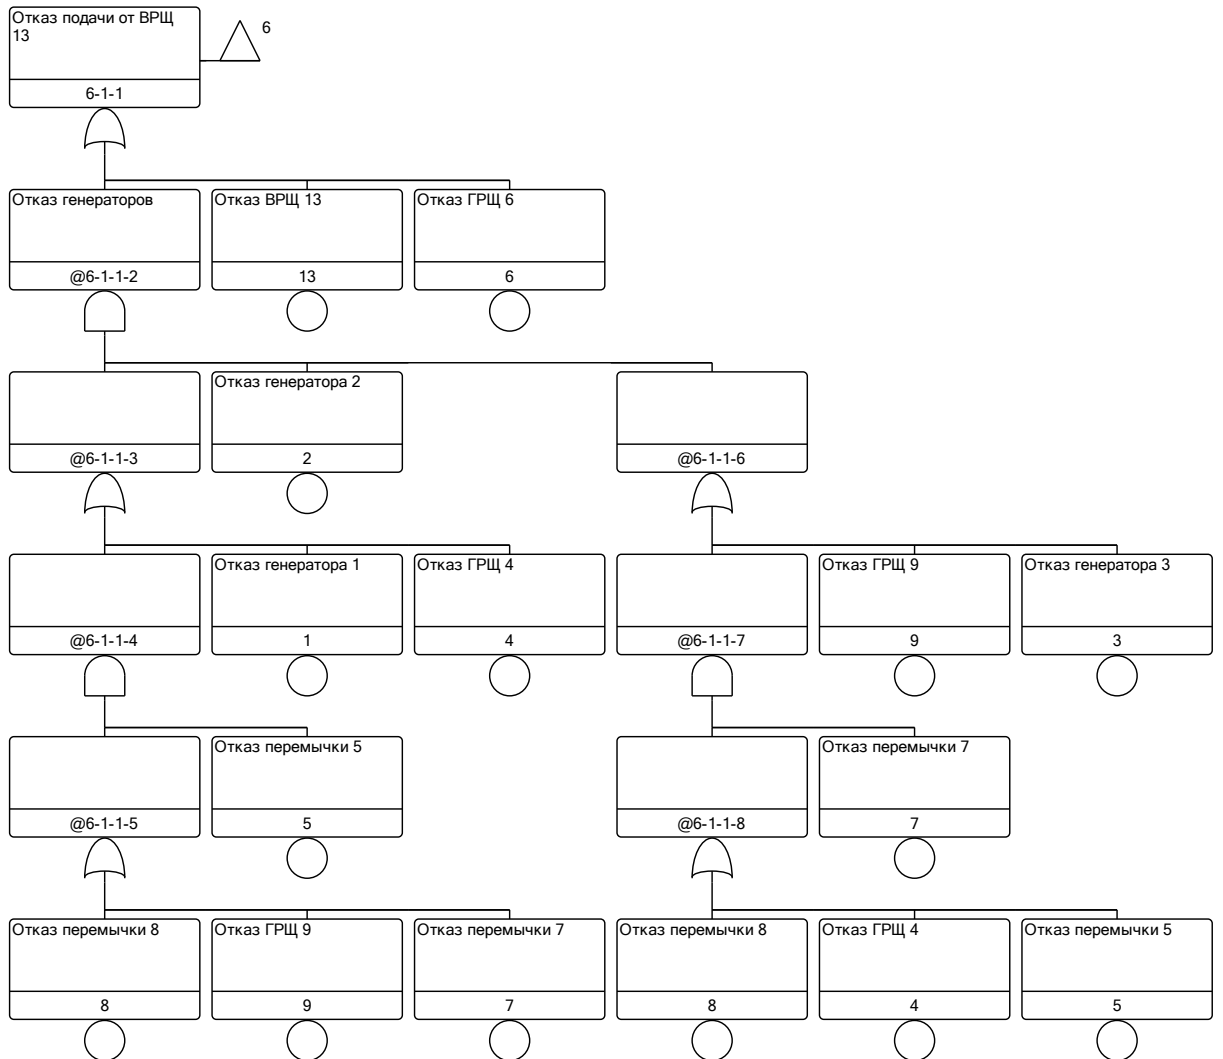 Отказ подачи от ВРЩ
13
6
6-1-1
Отказ генераторов
Отказ ВРЩ 13
Отказ ГРЩ 6
@6-1-1-2
13
6
Отказ генератора 2
@6-1-1-3
2
@6-1-1-6
Отказ генератора 1
Отказ ГРЩ 4
Отказ ГРЩ 9
Отказ генератора 3
@6-1-1-4
1
4
@6-1-1-7
9
3
Отказ перемычки 5
Отказ перемычки 7
@6-1-1-5
5
@6-1-1-8
7
Отказ перемычки 8
Отказ ГРЩ 9
Отказ перемычки 7
Отказ перемычки 8
Отказ ГРЩ 4
Отказ перемычки 5
8
9
7
8
4
5